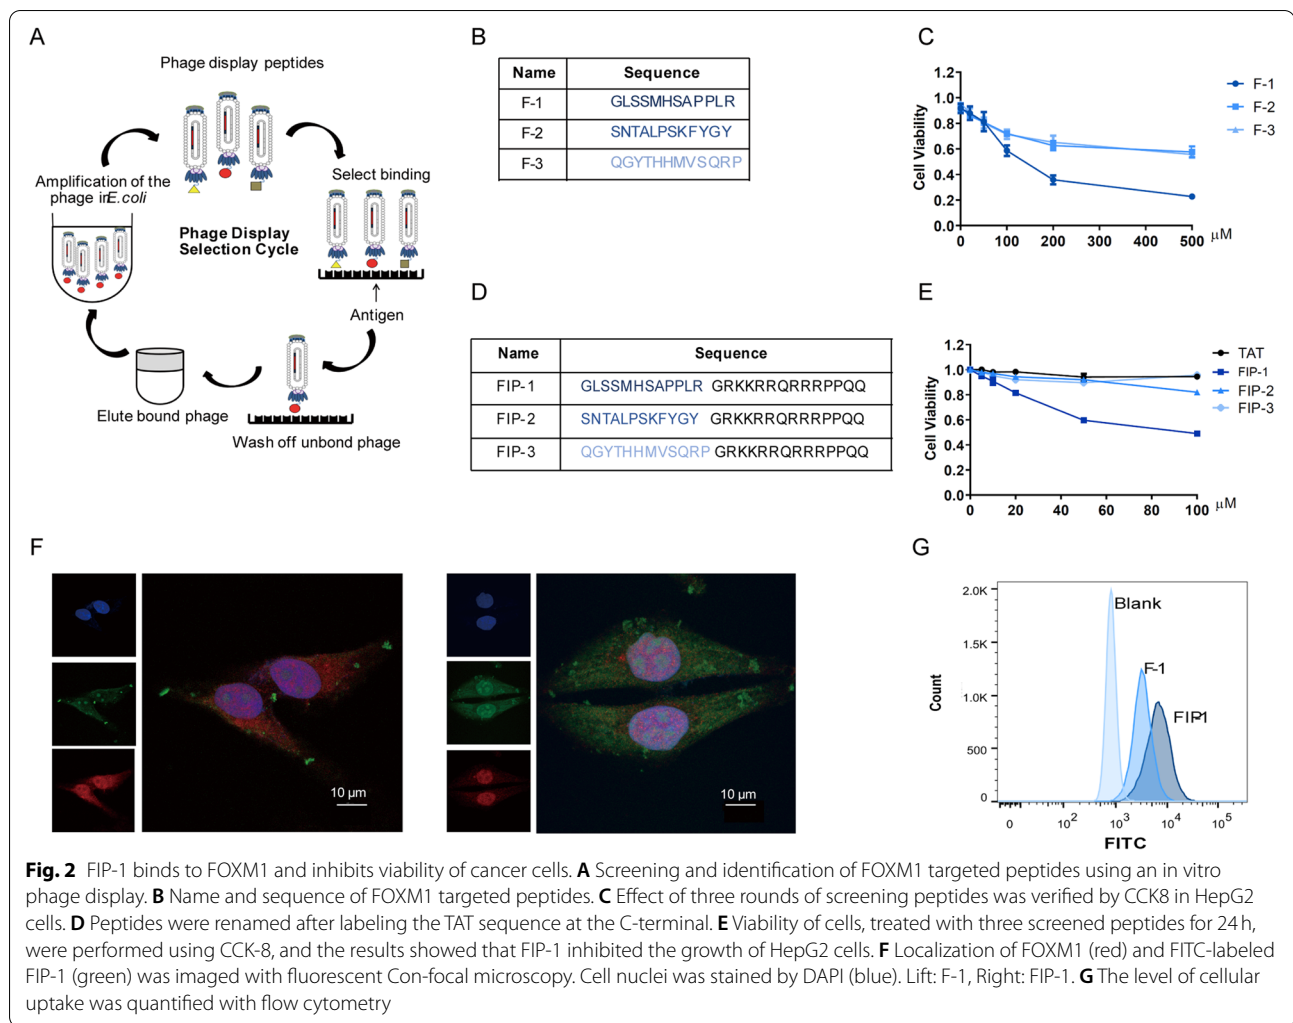 A
Phage display peptides
Amplification of the
phage in E.coli
Select binding
Phage Display
Selection Cycle
Antigen
Elute bound phage
Wash off unbond phage
B
Name Sequence
F-1 GLSSMHSAPPLR
F-2 SNTALPSKFYGY
F-3 QGYTHHMVSQRP
C
Cell Viability
1.2
1.0
0.8
0.6
0.4
0.2
0.0
0 100 200 300 400 500 μM
F-1
F-2
F-3
D
Name Sequence
FIP-1 GLSSMHSAPPLR GRKKRRQRRRPPQQ
FIP-2 SNTALPSKFYGY GRKKRRQRRRPPQQ
FIP-3 QGYTHHMVSQRP GRKKRRQRRRPPQQ
E
Cell Viability
1.2
1.0
0.8
0.6
0.4
0.2
0.0
0 20 40 60 80 100 μM
TAT
FIP-1
FIP-2
FIP-3
F
10 μm
10 μm
G
Count
2.0K
1.5K
1.0K
500
0
Blank
F-1
0 10² 10³ 10⁴ 10⁵
FITC
Fig. 2 FIP-1 binds to FOXM1 and inhibits viability of cancer cells. A Screening and identification of FOXM1 targeted peptides using an in vitro
phage display. B Name and sequence of FOXM1 targeted peptides. C Effect of three rounds of screening peptides was verified by CCK8 in HepG2
cells. D Peptides were renamed after labeling the TAT sequence at the C-terminal. E Viability of cells, treated with three screened peptides for 24 h,
were performed using CCK-8, and the results showed that FIP-1 inhibited the growth of HepG2 cells. F Localization of FOXM1 (red) and FITC-labeled
FIP-1 (green) was imaged with fluorescent Con-focal microscopy. Cell nuclei was stained by DAPI (blue). Lift: F-1, Right: FIP-1. G The level of cellular
uptake was quantified with flow cytometry